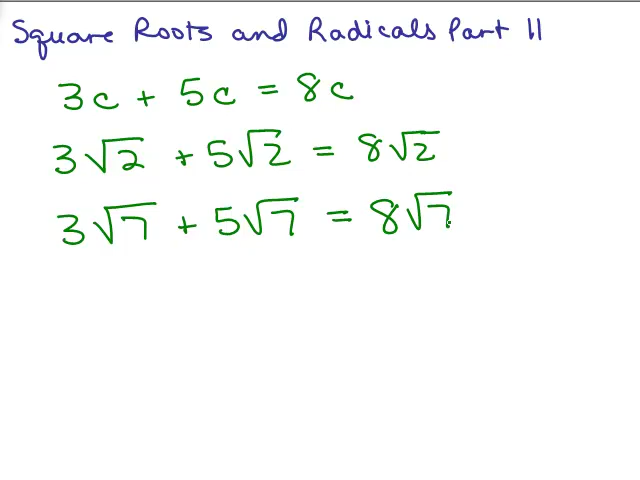 Square Roots and Radicals Part II
3c + 5c = 8c
3√2 + 5√2 = 8√2
3√7 + 5√7 = 8√7